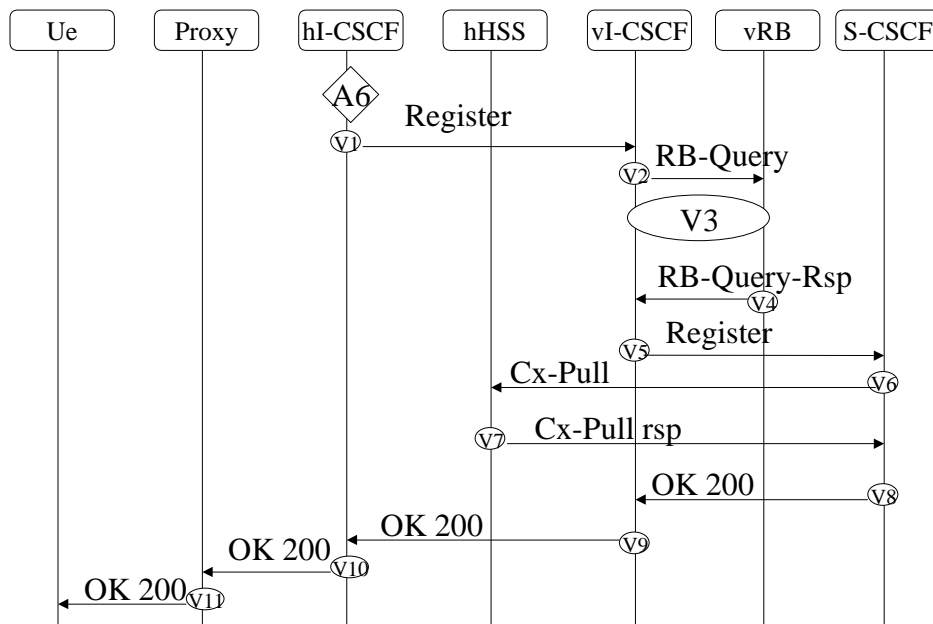 Ue
Proxy
hI-CSCF
hHSS
vI-CSCF
vRB
S-CSCF
A6
Register
V1
RB-Query
V2
V3
RB-Query-Rsp
V4
Register
V5
Cx-Pull
V6
V7
Cx-Pull rsp
OK 200
V8
OK 200
V9
OK 200
V10
OK 200
V11